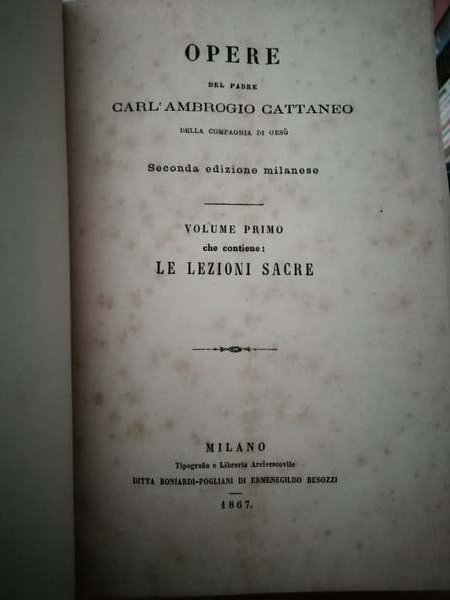 OPERE
DEL PADRE
CARL'AMBROGIO CATTANEO
DELLA COMPAGNIA DI GESÙ
Seconda edizione milanese
VOLUME PRIMO
che contiene:
LE LEZIONI SACRE
MILANO
Tipografia e Libreria Arcivescovile
DITTA BONIARDI-POGLIANI DI ERMENEGILDO BESOZZI
1867.